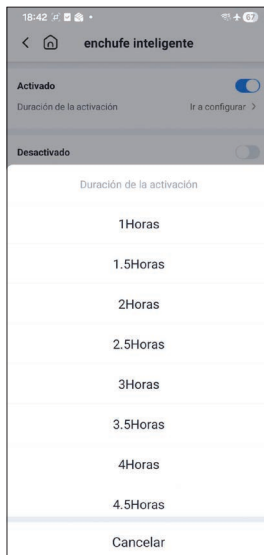 18:42
67
enchufe inteligente
Activado
Duración de la activación Ir a configurar >
Desactivado
Duración de la activación
1Horas
1.5Horas
2Horas
2.5Horas
3Horas
3.5Horas
4Horas
4.5Horas
Cancelar